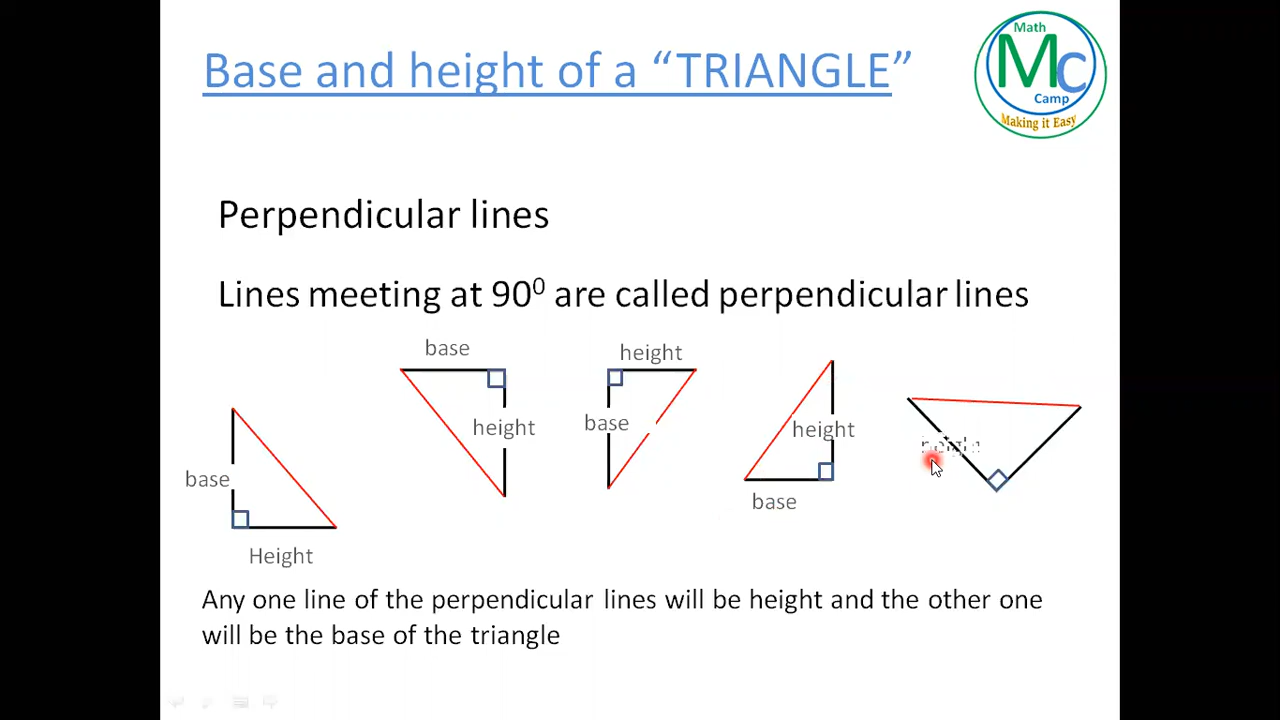 Base and height of a “TRIANGLE”
Math
MC
Camp
Making it Easy
Perpendicular lines
Lines meeting at 90⁰ are called perpendicular lines
base
height
base
height
base
height
height
base
base
Height
Any one line of the perpendicular lines will be height and the other one
will be the base of the triangle